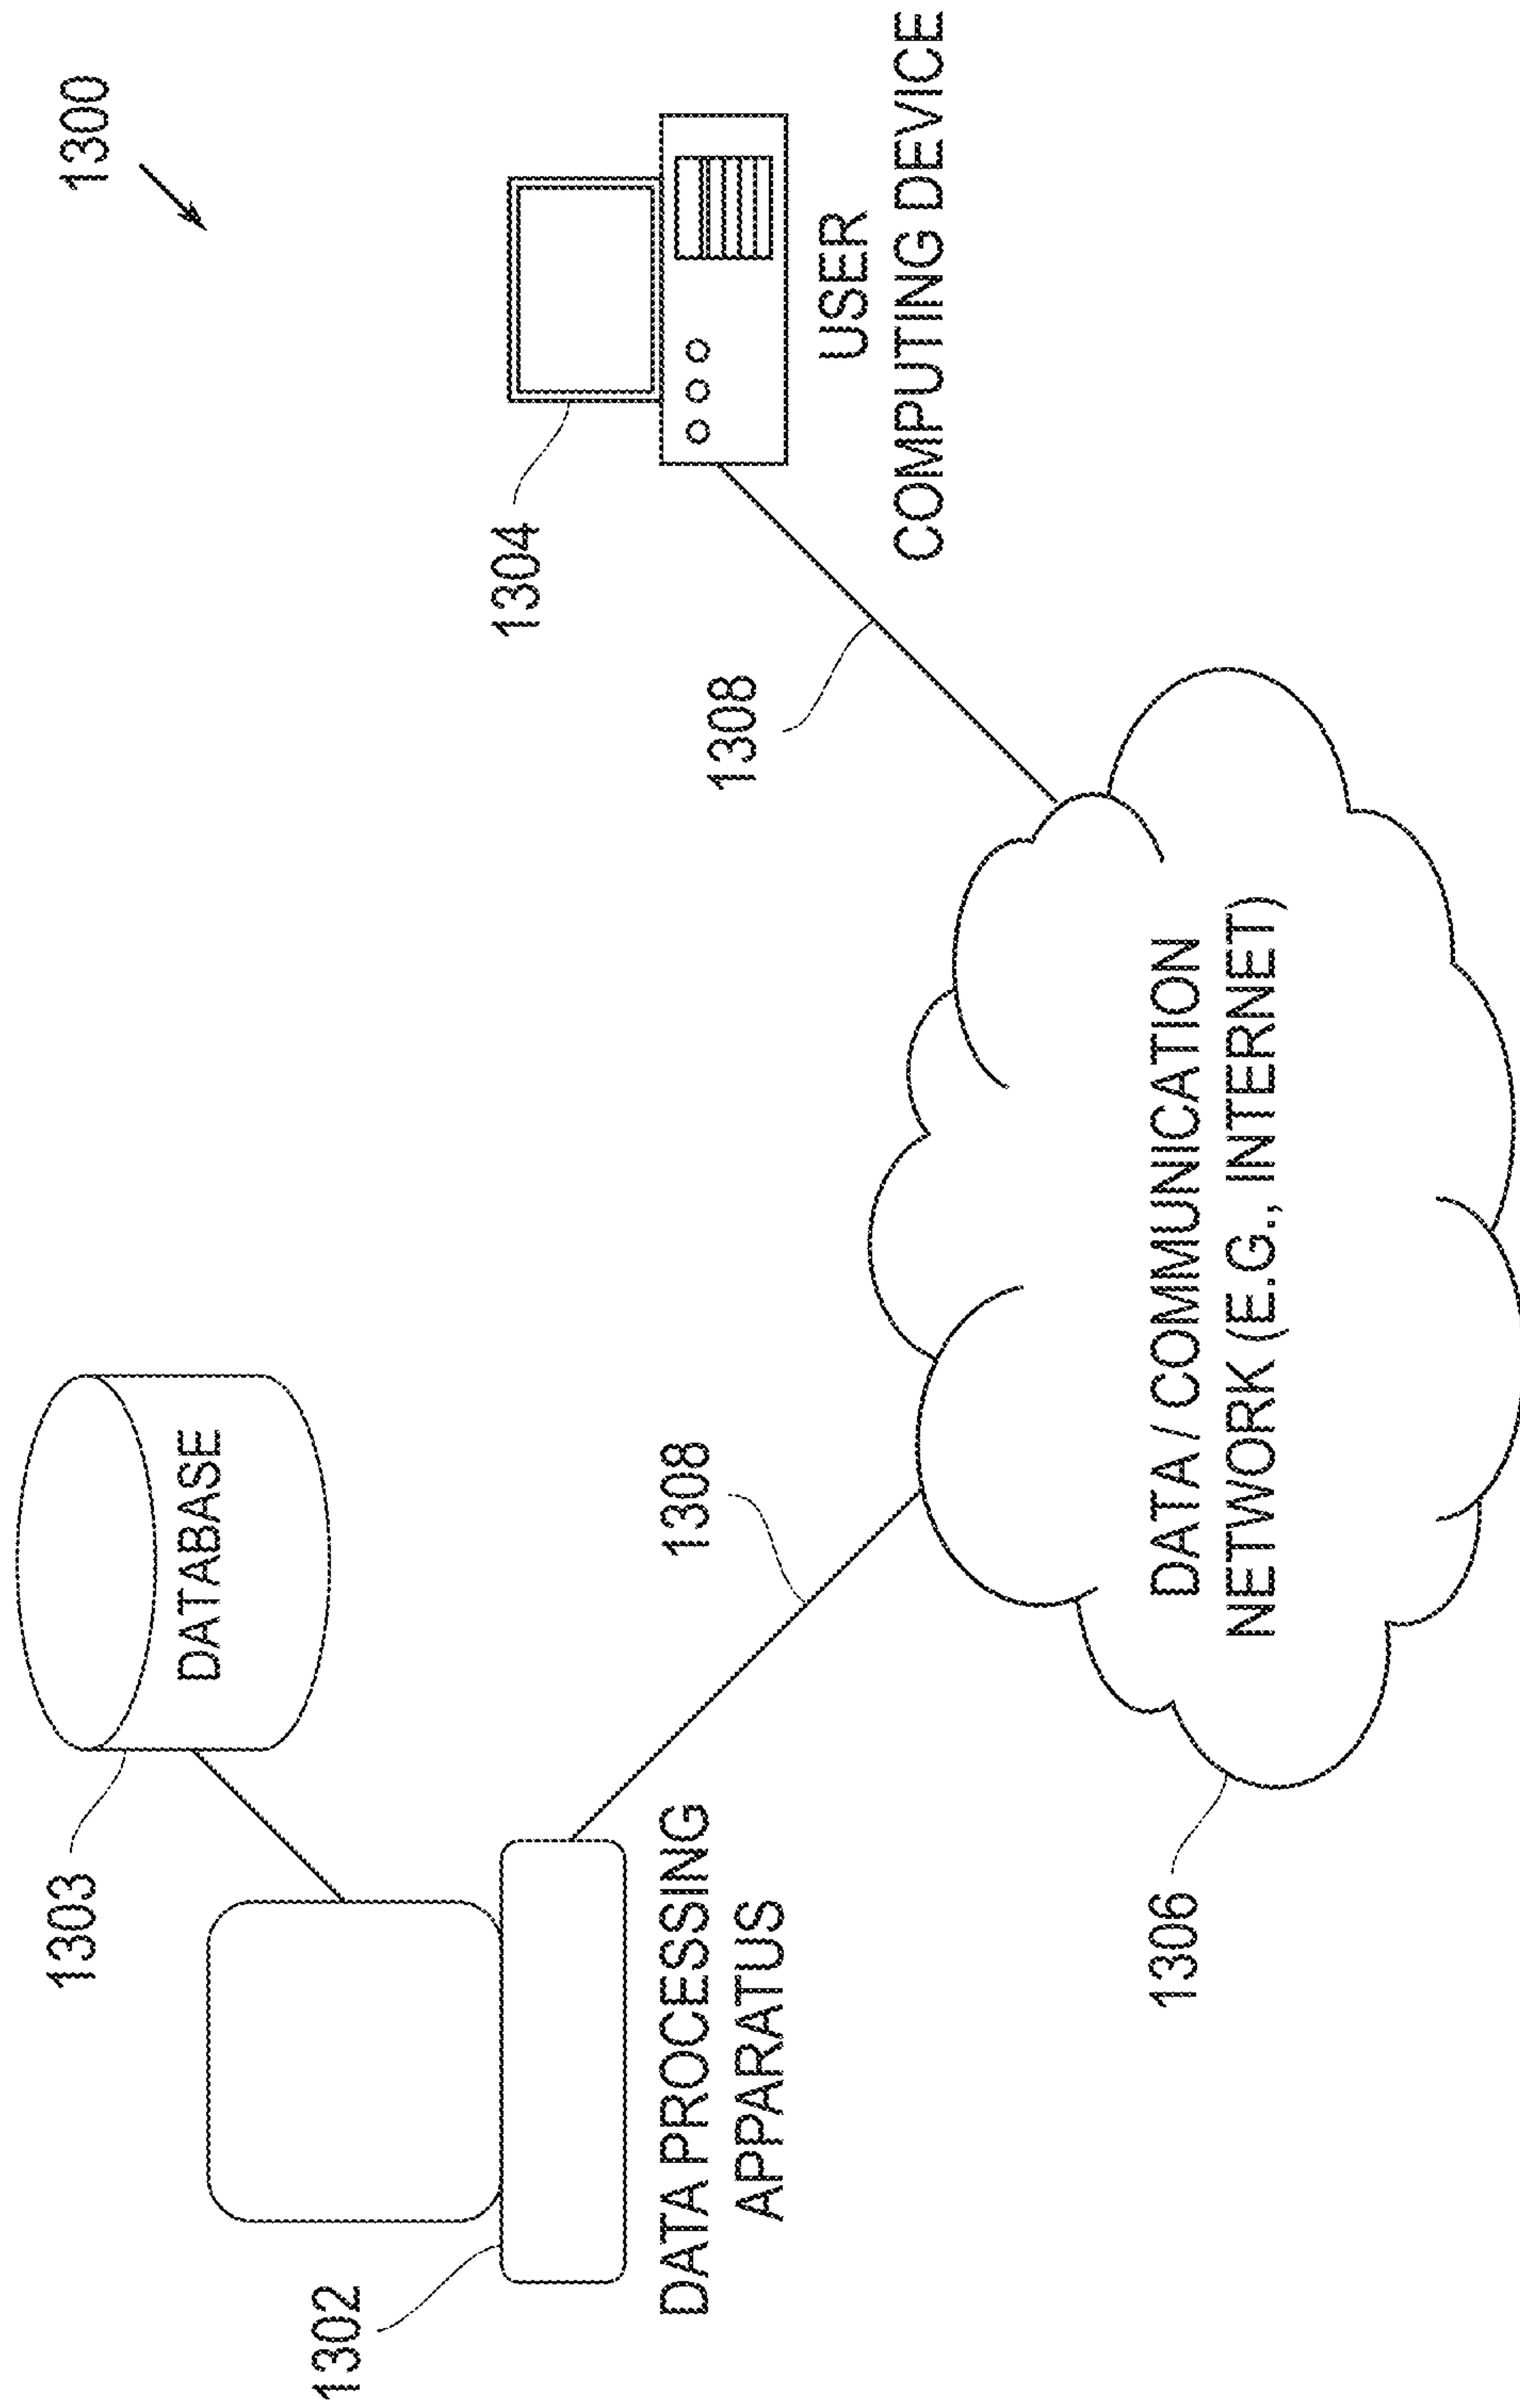 1300
1303
DATABASE
1302
DATA PROCESSING
APPARATUS
1308
1304
USER
COMPUTING DEVICE
1308
DATA / COMMUNICATION
NETWORK (E.G., INTERNET)
1306